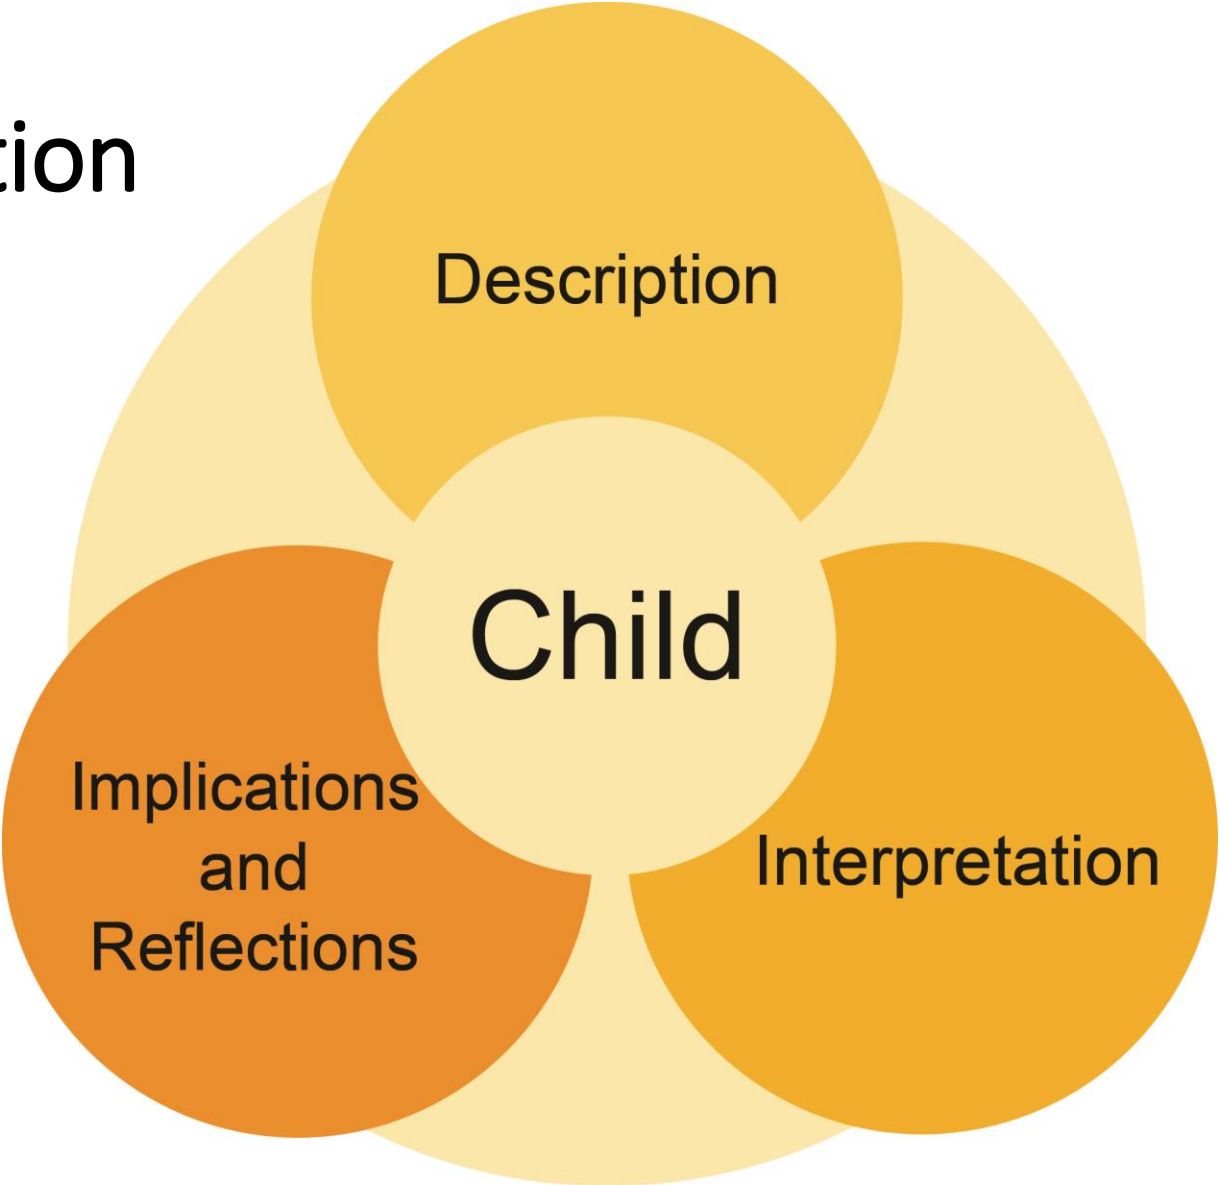 tion
Description
Child
Implications
and
Reflections
Interpretation